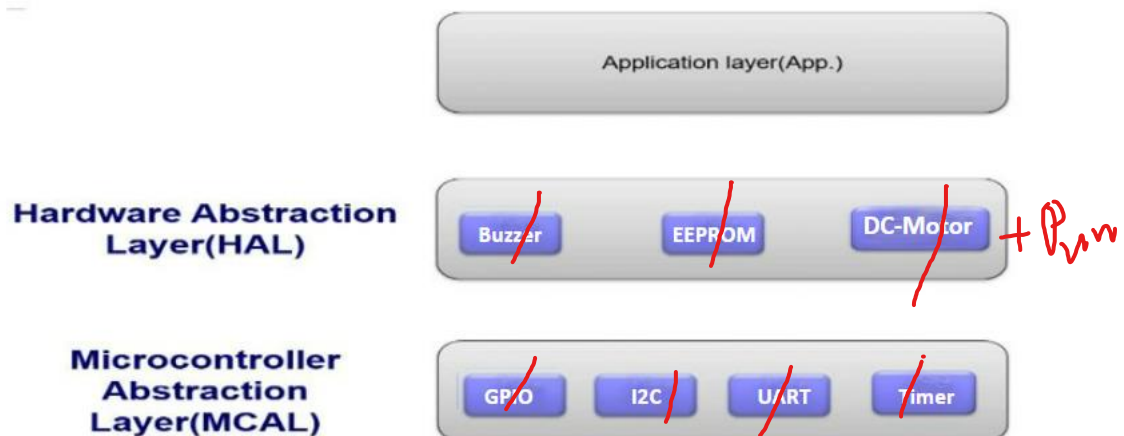 Application layer(App.)
Hardware Abstraction
Layer(HAL)
Buzzer EEPROM DC-Motor +
Microcontroller
Abstraction
Layer(MCAL)
GPIO I2C UART Timer